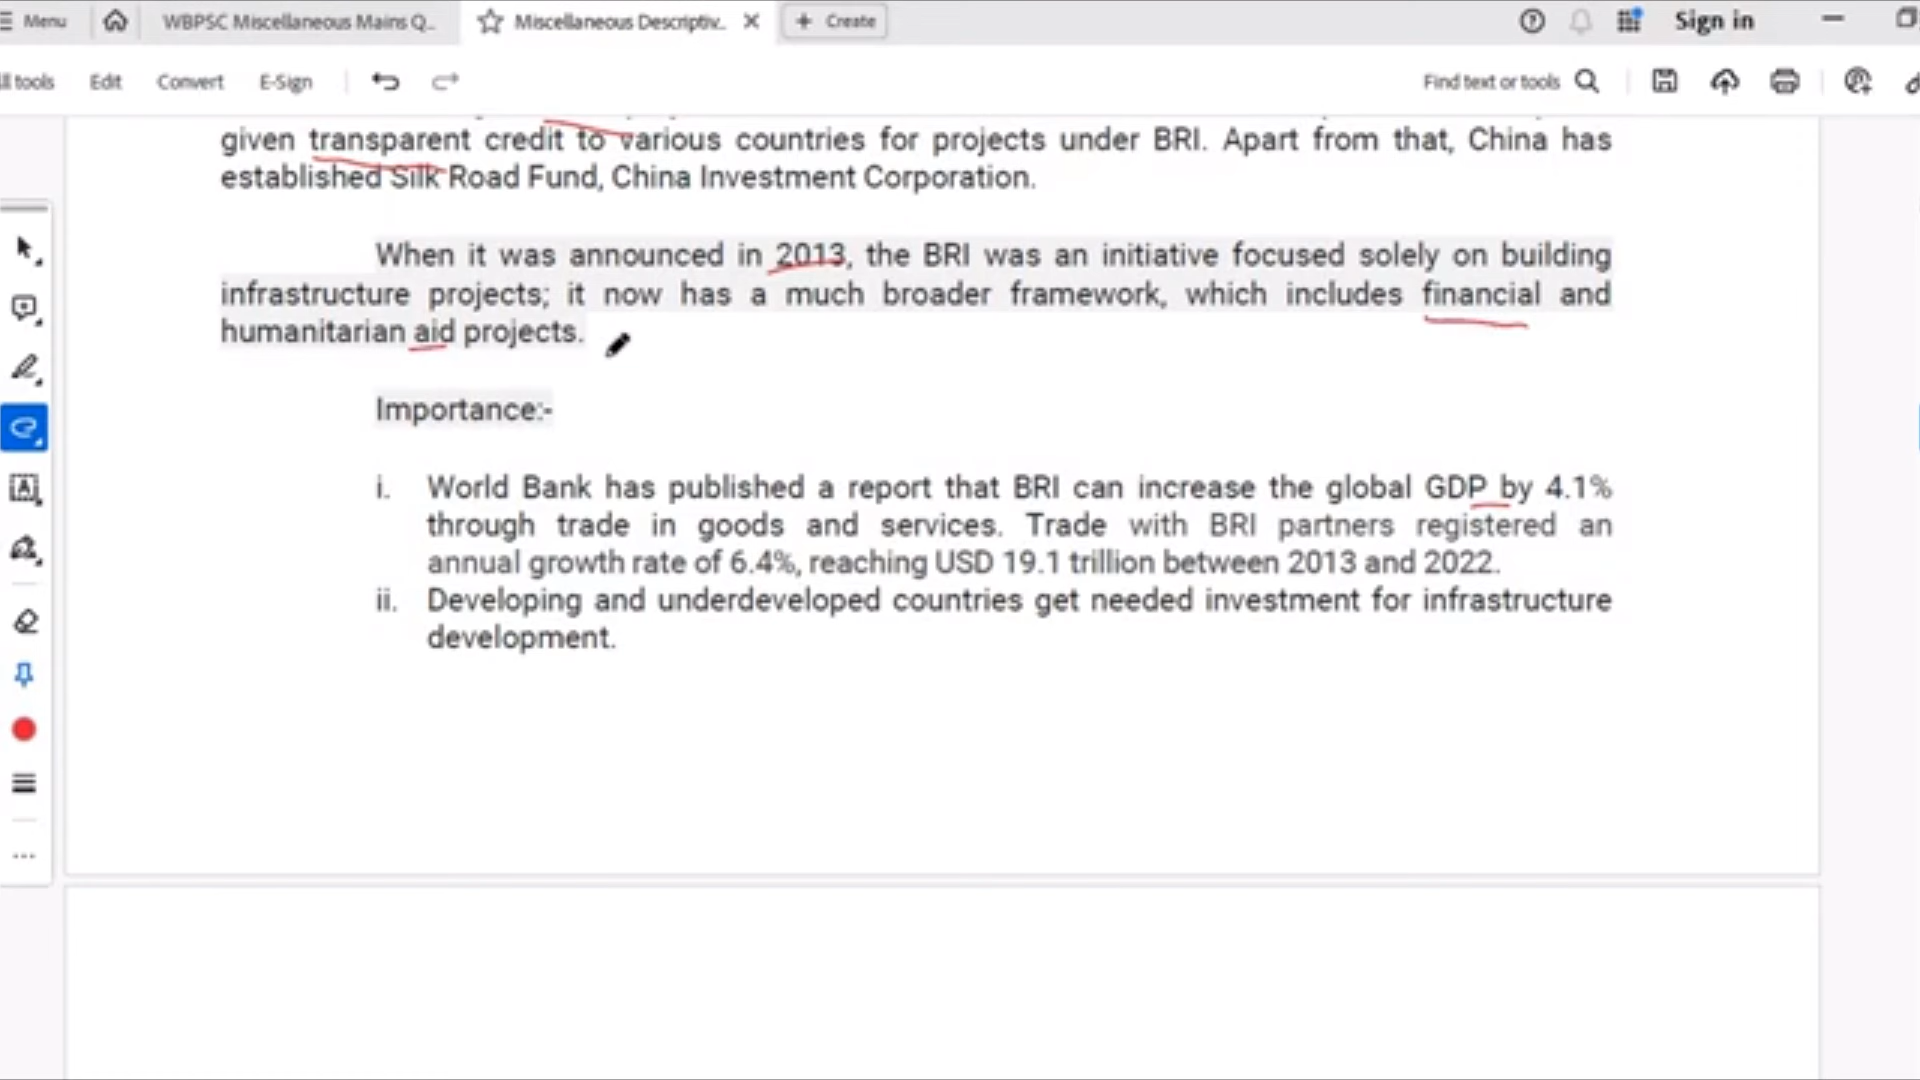 Menu
WBPSC Miscellaneous Mains Q...
Miscellaneous Descriptiv...
Create
Sign in
ll tools
Edit
Convert
E-Sign
Find text or tools
given transparent credit to various countries for projects under BRI. Apart from that, China has
established Silk Road Fund, China Investment Corporation.
When it was announced in 2013, the BRI was an initiative focused solely on building
infrastructure projects; it now has a much broader framework, which includes financial and
humanitarian aid projects.
Importance:-
i. World Bank has published a report that BRI can increase the global GDP by 4.1%
through trade in goods and services. Trade with BRI partners registered an
annual growth rate of 6.4%, reaching USD 19.1 trillion between 2013 and 2022.
ii. Developing and underdeveloped countries get needed investment for infrastructure
development.